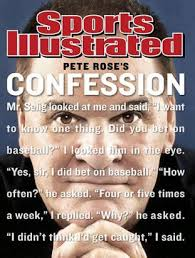 Sports
Illustrated
PETE ROSE'S
CONFESSION
Mr. Selig looked at me and said, "I want
to know one thing. Did you bet on
baseball?" I looked him in the eye.
"Yes, sir, I did bet on baseball." "How
often?" he asked. "Four or five times
a week," I replied. "Why?" he asked.
"I didn't think I'd get caught," I said.